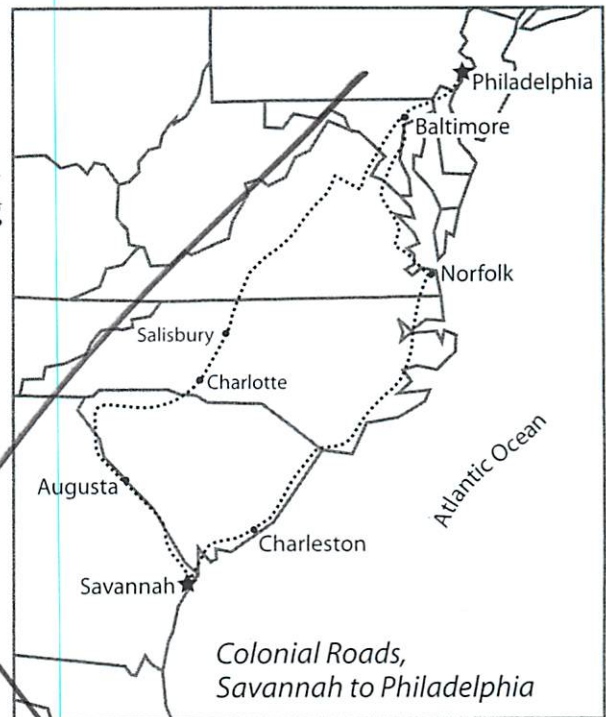 Philadelphia
Baltimore
Norfolk
Salisbury
Charlotte
Augusta
Charleston
Savannah
Atlantic Ocean
Colonial Roads,
Savannah to Philadelphia